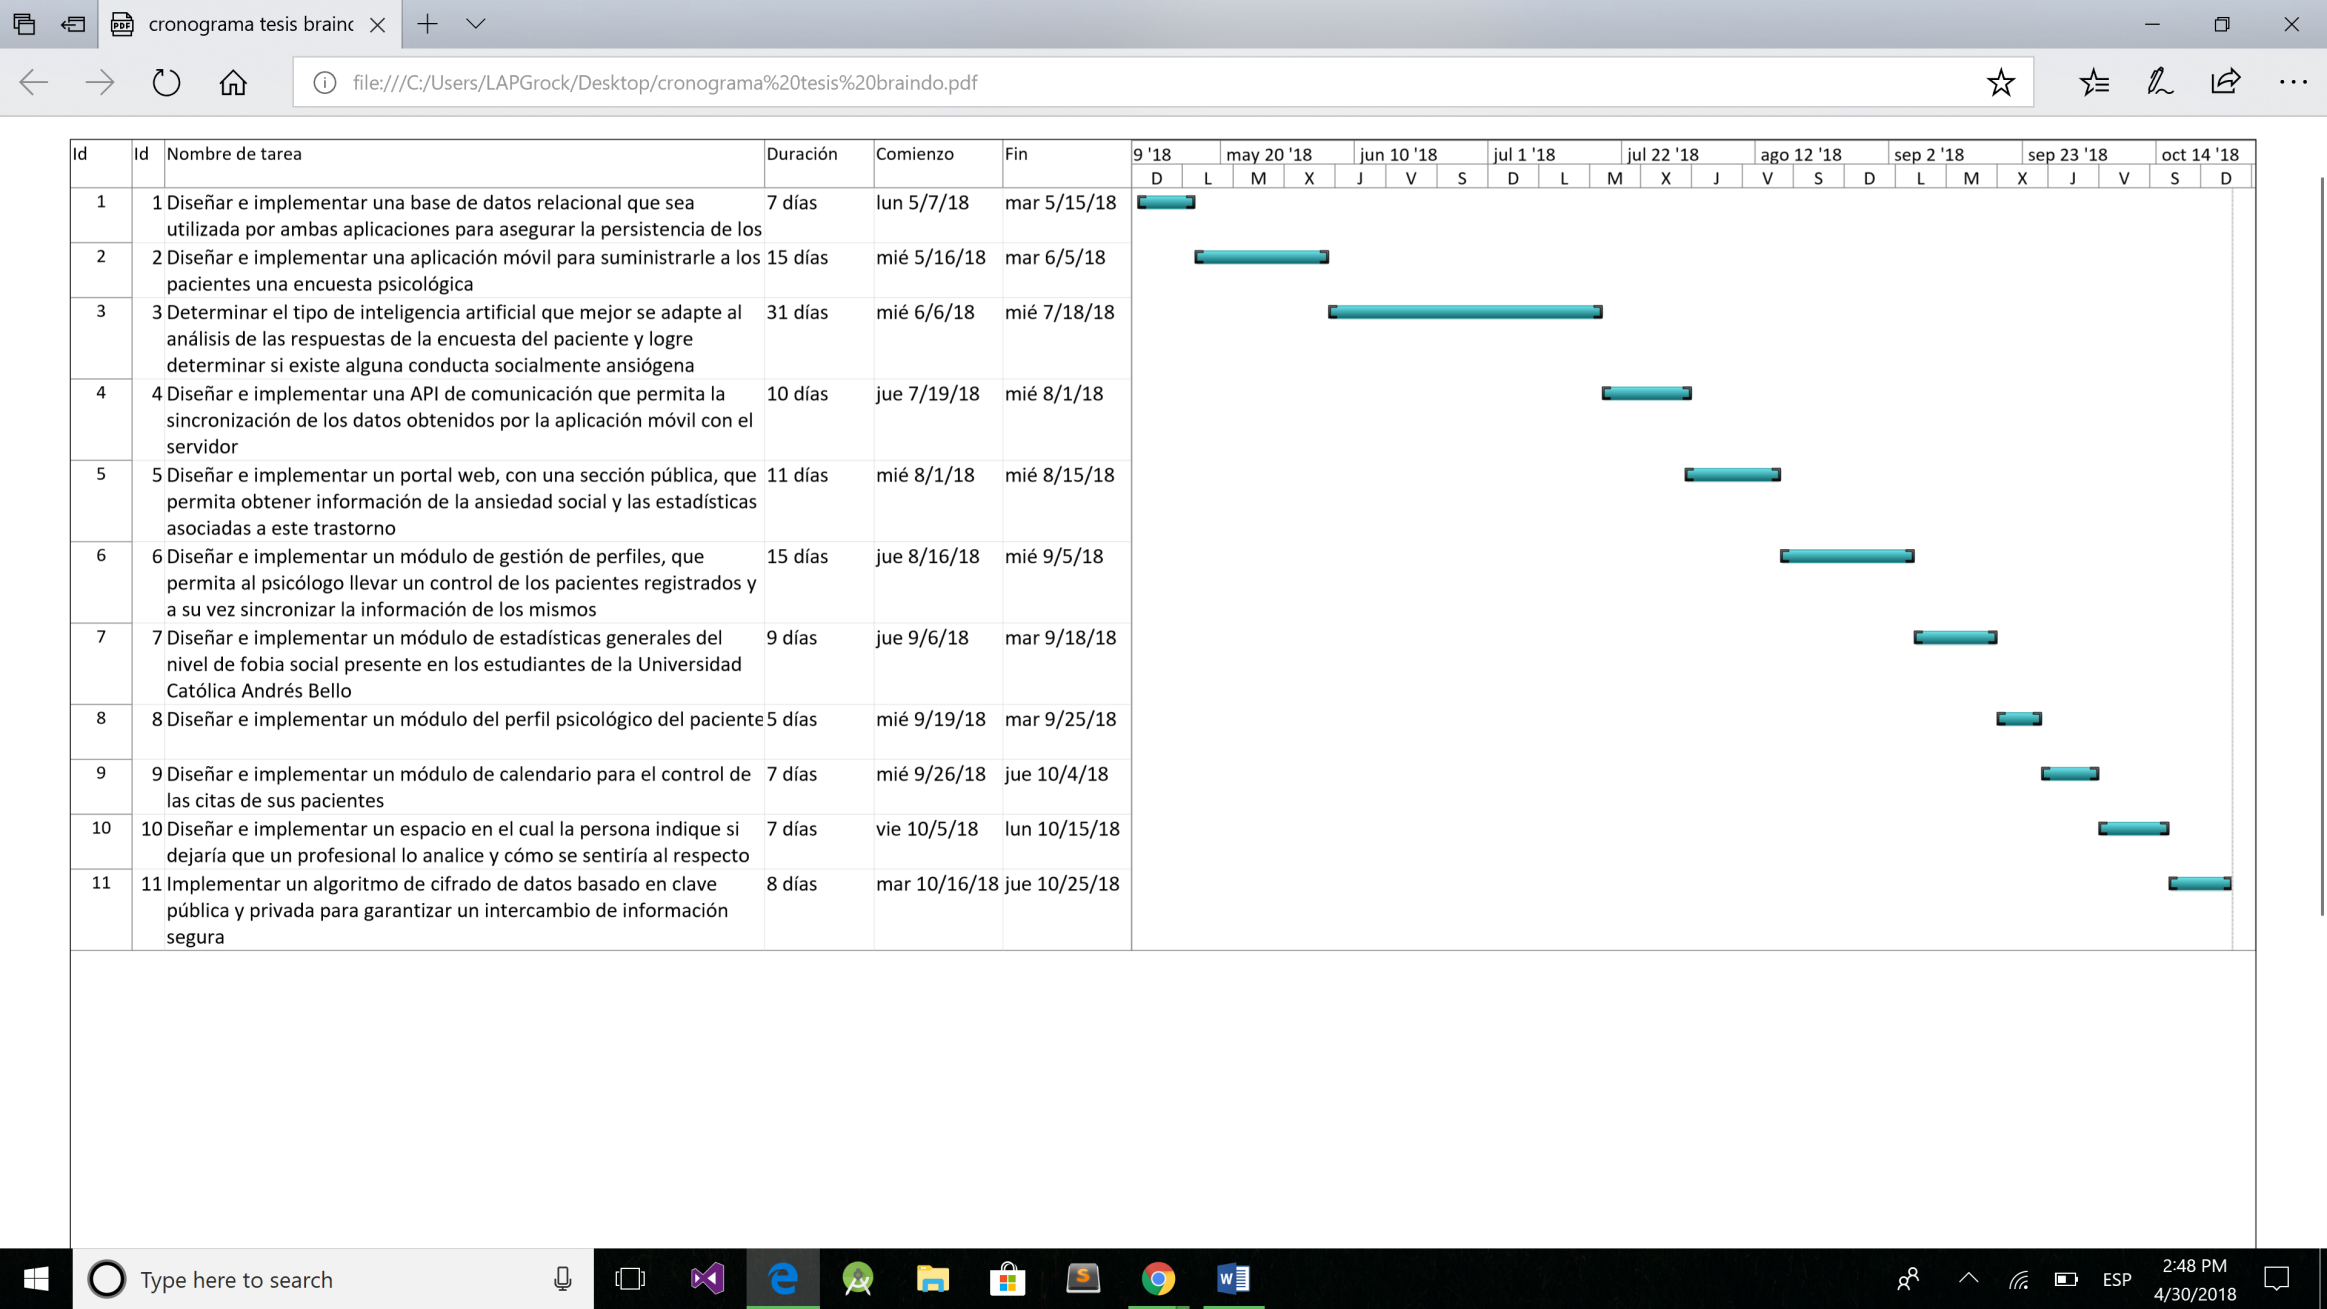 cronograma tesis brainc
file:///C:/Users/LAPGrock/Desktop/cronograma%20tesis%20braindo.pdf
Id Id Nombre de tarea Duración Comienzo Fin 9 '18 may 20 '18 jun 10 '18 jul 1 '18 jul 22 '18 ago 12 '18 sep 2 '18 sep 23 '18 oct 14 '18
D L M X J V S D L M X J V S D L M X J V S D
1 1 Diseñar e implementar una base de datos relacional que sea 7 días lun 5/7/18 mar 5/15/18
utilizada por ambas aplicaciones para asegurar la persistencia de los
2 2 Diseñar e implementar una aplicación móvil para suministrarle a los 15 días mié 5/16/18 mar 6/5/18
pacientes una encuesta psicológica
3 3 Determinar el tipo de inteligencia artificial que mejor se adapte al 31 días mié 6/6/18 mié 7/18/18
análisis de las respuestas de la encuesta del paciente y logre
determinar si existe alguna conducta socialmente ansiógena
4 4 Diseñar e implementar una API de comunicación que permita la 10 días jue 7/19/18 mié 8/1/18
sincronización de los datos obtenidos por la aplicación móvil con el
servidor
5 5 Diseñar e implementar un portal web, con una sección pública, que 11 días mié 8/1/18 mié 8/15/18
permita obtener información de la ansiedad social y las estadísticas
asociadas a este trastorno
6 6 Diseñar e implementar un módulo de gestión de perfiles, que 15 días jue 8/16/18 mié 9/5/18
permita al psicólogo llevar un control de los pacientes registrados y
a su vez sincronizar la información de los mismos
7 7 Diseñar e implementar un módulo de estadísticas generales del 9 días jue 9/6/18 mar 9/18/18
nivel de fobia social presente en los estudiantes de la Universidad
Católica Andrés Bello
8 8 Diseñar e implementar un módulo del perfil psicológico del paciente 5 días mié 9/19/18 mar 9/25/18
9 9 Diseñar e implementar un módulo de calendario para el control de 7 días mié 9/26/18 jue 10/4/18
las citas de sus pacientes
10 10 Diseñar e implementar un espacio en el cual la persona indique si 7 días vie 10/5/18 lun 10/15/18
dejaría que un profesional lo analice y cómo se sentiría al respecto
11 11 Implementar un algoritmo de cifrado de datos basado en clave 8 días mar 10/16/18 jue 10/25/18
pública y privada para garantizar un intercambio de información
segura
Type here to search
ESP
2:48 PM
4/30/2018